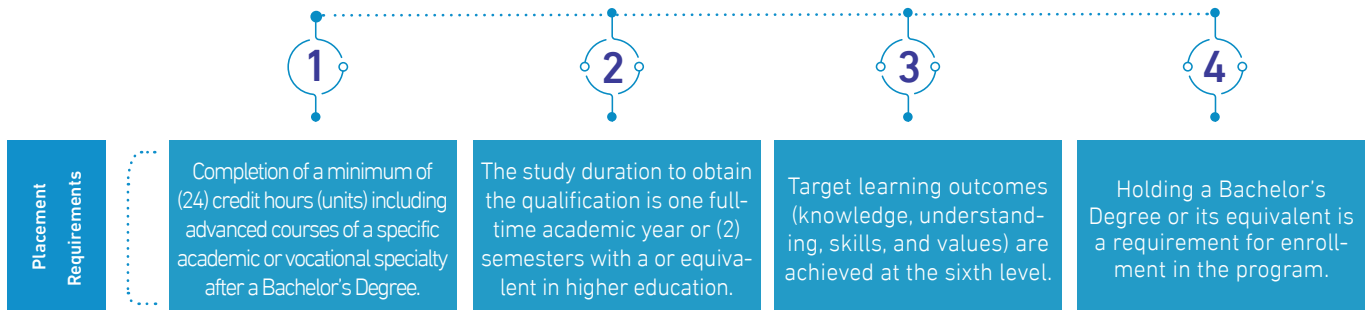 1
2
3
4
Placement
Requirements
Completion of a minimum of
(24) credit hours (units) including
advanced courses of a specific
academic or vocational specialty
after a Bachelor's Degree.
The study duration to obtain
the qualification is one full-
time academic year or (2)
semesters with a or equiva-
lent in higher education.
Target learning outcomes
(knowledge, understand-
ing, skills, and values) are
achieved at the sixth level.
Holding a Bachelor's
Degree or its equivalent is
a requirement for enroll-
ment in the program.